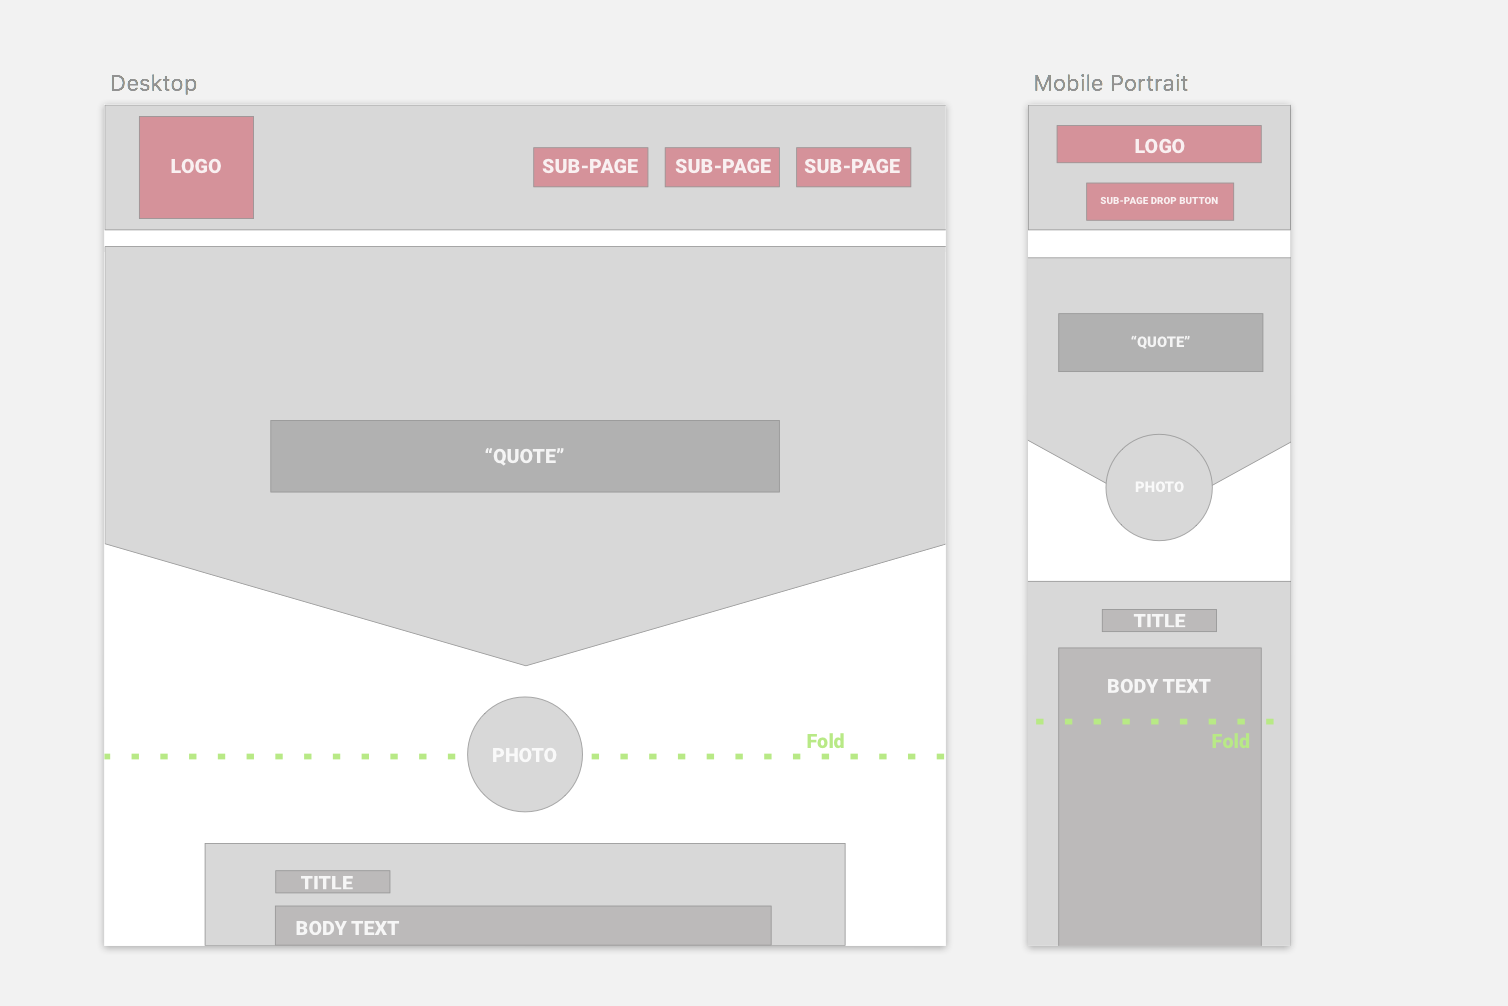 Desktop
LOGO
SUB-PAGE
SUB-PAGE
SUB-PAGE
“QUOTE”
Fold
PHOTO
TITLE
BODY TEXT
Mobile Portrait
LOGO
SUB-PAGE DROP BUTTON
“QUOTE”
PHOTO
TITLE
BODY TEXT
Fold